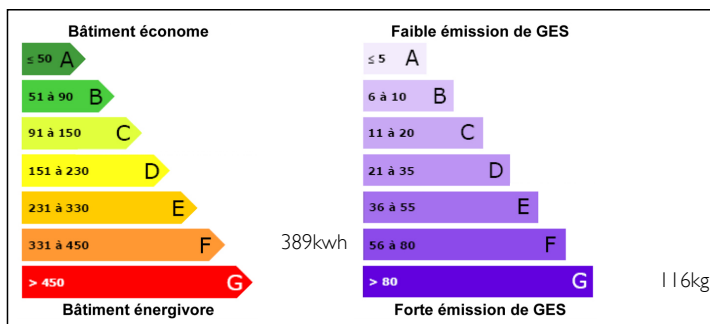 Bâtiment économe
≤ 50 A
51 à 90 B
91 à 150 C
151 à 230 D
231 à 330 E
331 à 450 F
389kwh
> 450 G
Bâtiment énergivore
Faible émission de GES
≤ 5 A
6 à 10 B
11 à 20 C
21 à 35 D
36 à 55 E
56 à 80 F
> 80 G
116kg
Forte émission de GES